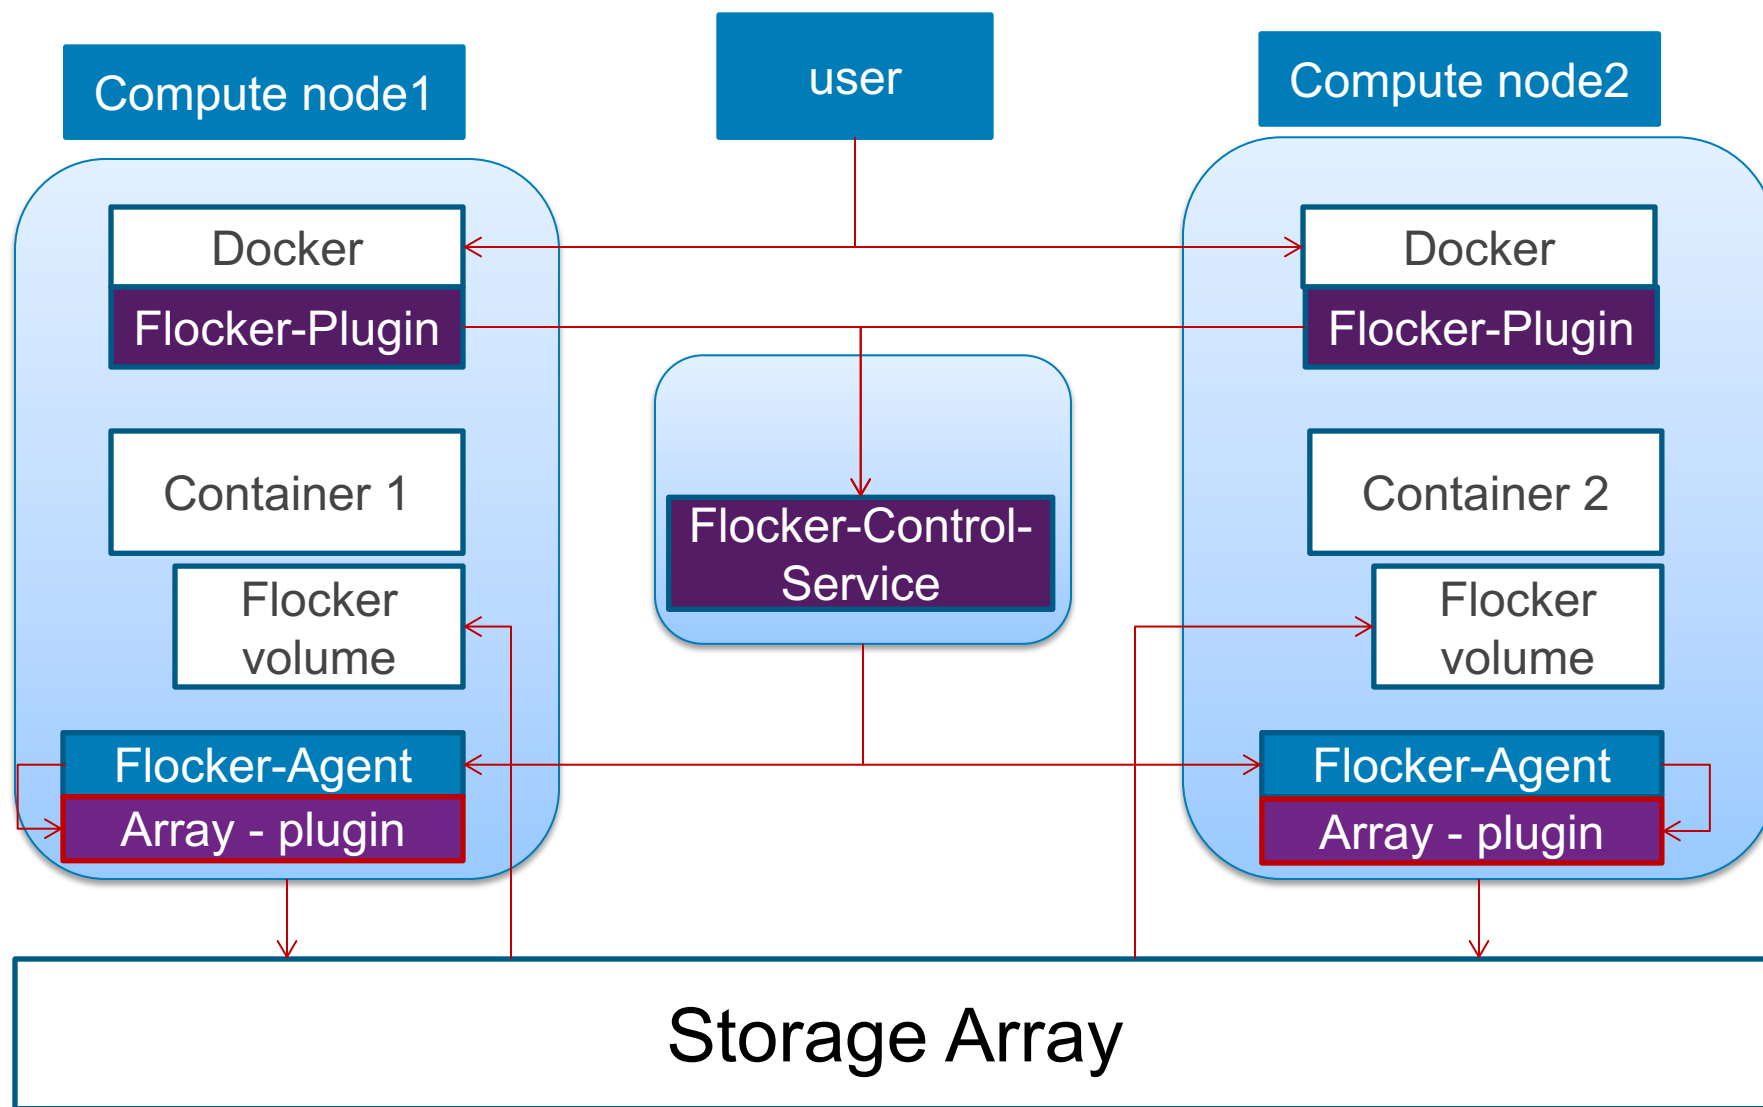 Compute node1
user
Compute node2
Docker
Flocker-Plugin
Docker
Flocker-Plugin
Container 1
Flocker-Control-
Service
Container 2
Flocker
volume
Flocker
volume
Flocker-Agent
Array - plugin
Flocker-Agent
Array - plugin
Storage Array